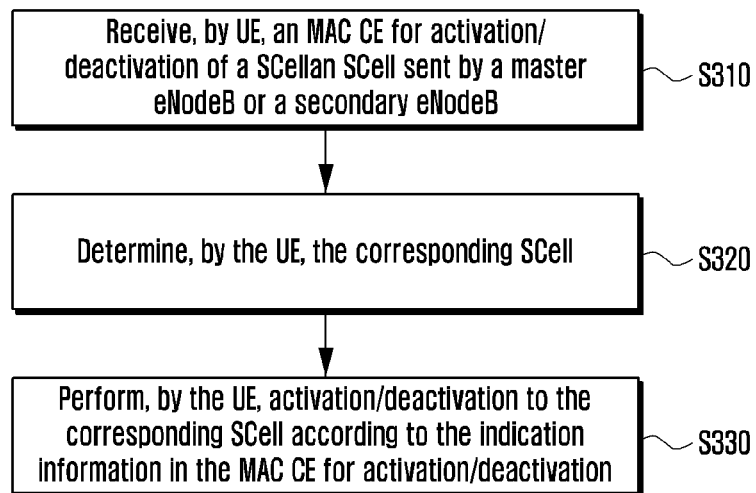 Receive, by UE, an MAC CE for activation/
deactivation of a SCellan SCell sent by a master
eNodeB or a secondary eNodeB
S310
Determine, by the UE, the corresponding SCell
S320
Perform, by the UE, activation/deactivation to the
corresponding SCell according to the indication
information in the MAC CE for activation/deactivation
S330